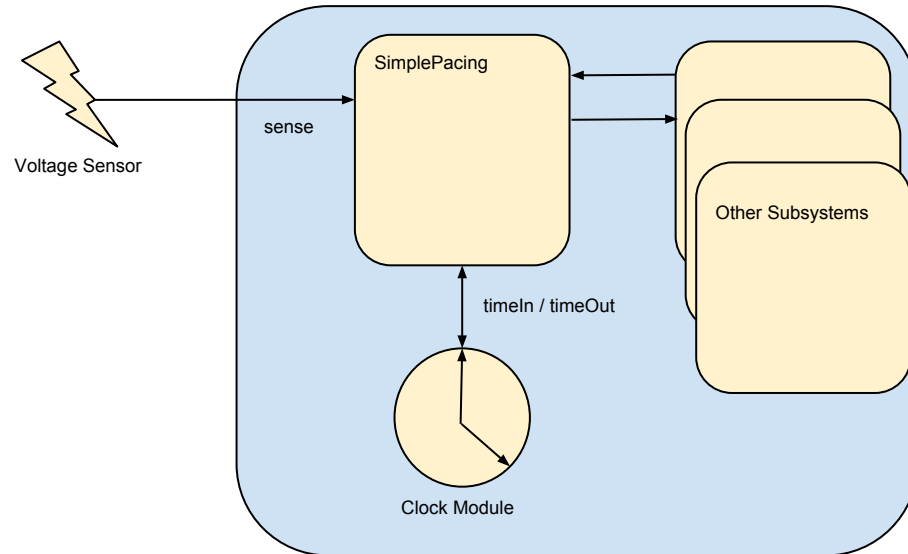 SimplePacing
sense
Voltage Sensor
Other Subsystems
timeIn / timeOut
Clock Module